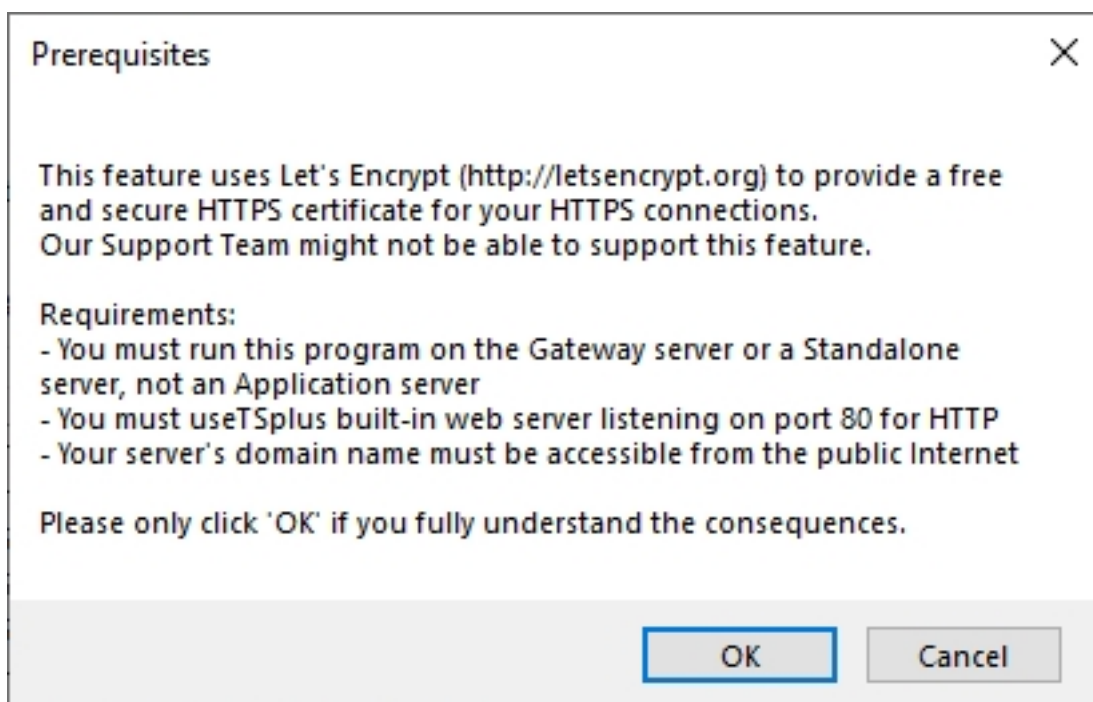 Prerequisites
This feature uses Let's Encrypt (http://letsencrypt.org) to provide a free
and secure HTTPS certificate for your HTTPS connections.
Our Support Team might not be able to support this feature.
Requirements:
- You must run this program on the Gateway server or a Standalone
server, not an Application server
- You must useTSplus built-in web server listening on port 80 for HTTP
- Your server's domain name must be accessible from the public Internet
Please only click 'OK' if you fully understand the consequences.
OK
Cancel